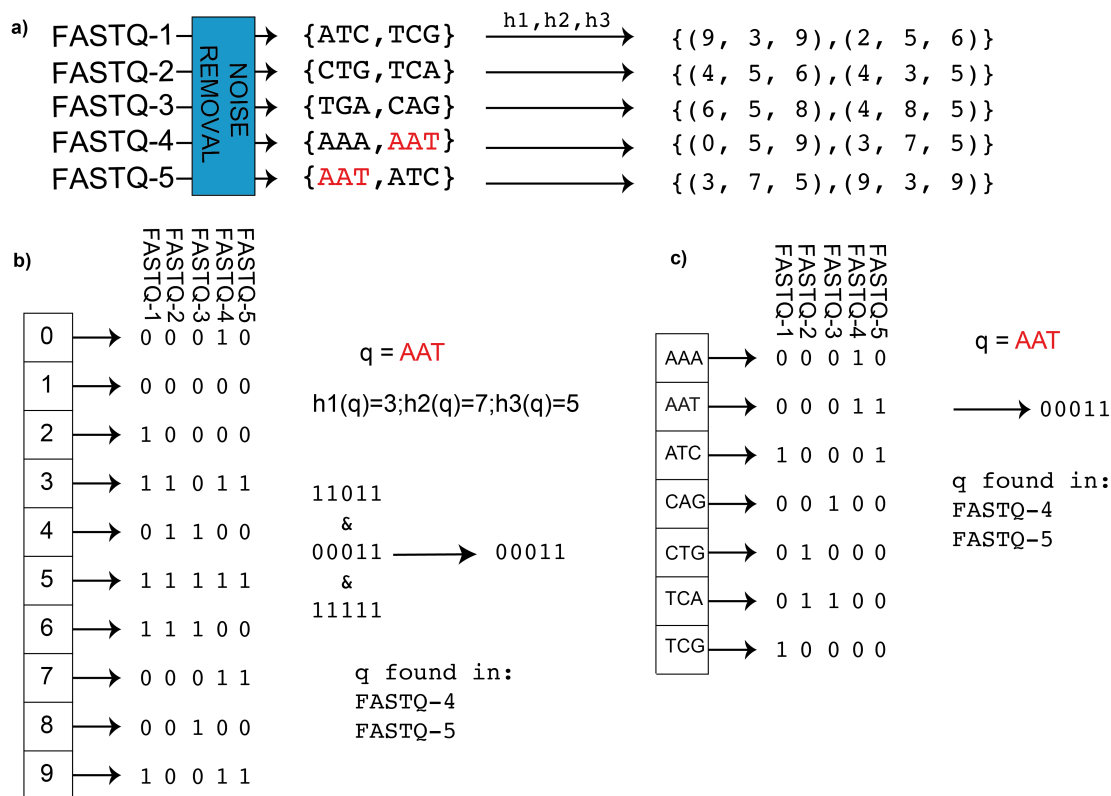 a)
FASTQ-1 {ATC,TCG} h1,h2,h3 {(9, 3, 9),(2, 5, 6)}
FASTQ-2 {CTG,TCA} {(4, 5, 6),(4, 3, 5)}
FASTQ-3 {TGA,CAG} {(6, 5, 8),(4, 8, 5)}
FASTQ-4 {AAA,AAT} {(0, 5, 9),(3, 7, 5)}
FASTQ-5 {AAT,ATC} {(3, 7, 5),(9, 3, 9)}
NOISE
REMOVAL
b)
FASTQ-1
FASTQ-2
FASTQ-3
FASTQ-4
FASTQ-5
0 0 0 0 1 0
1 0 0 0 0 0
2 1 0 0 0 0
3 1 1 0 1 1
4 0 1 1 0 0
5 1 1 1 1 1
6 1 1 1 0 0
7 0 0 0 1 1
8 0 0 1 0 0
9 1 0 0 1 1
q = AAT
h1(q)=3;h2(q)=7;h3(q)=5
11011
&
00011 00011
&
11111
q found in:
FASTQ-4
FASTQ-5
c)
FASTQ-1
FASTQ-2
FASTQ-3
FASTQ-4
FASTQ-5
AAA 0 0 0 1 0
AAT 0 0 0 1 1
ATC 1 0 0 0 1
CAG 0 0 1 0 0
CTG 0 1 0 0 0
TCA 0 1 1 0 0
TCG 1 0 0 0 0
q = AAT
00011
q found in:
FASTQ-4
FASTQ-5